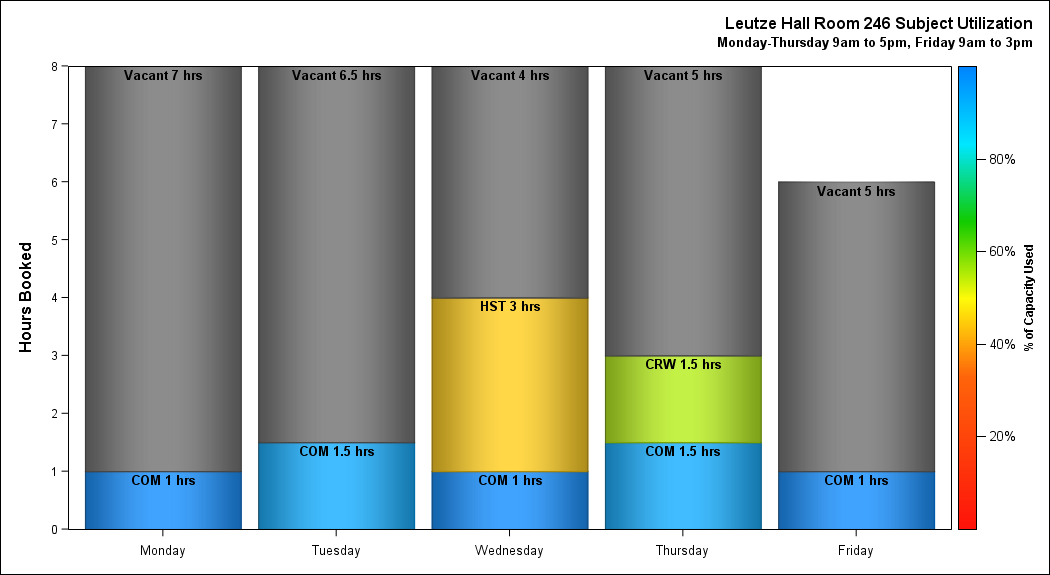 Leutze Hall Room 246 Subject Utilization
Monday-Thursday 9am to 5pm, Friday 9am to 3pm
Hours Booked
8
7
6
5
4
3
2
1
0
Vacant 7 hrs
COM 1 hrs
Vacant 6.5 hrs
COM 1.5 hrs
Vacant 4 hrs
HST 3 hrs
COM 1 hrs
Vacant 5 hrs
CRW 1.5 hrs
COM 1.5 hrs
Vacant 5 hrs
COM 1 hrs
Monday
Tuesday
Wednesday
Thursday
Friday
80%
60%
40%
20%
% of Capacity Used